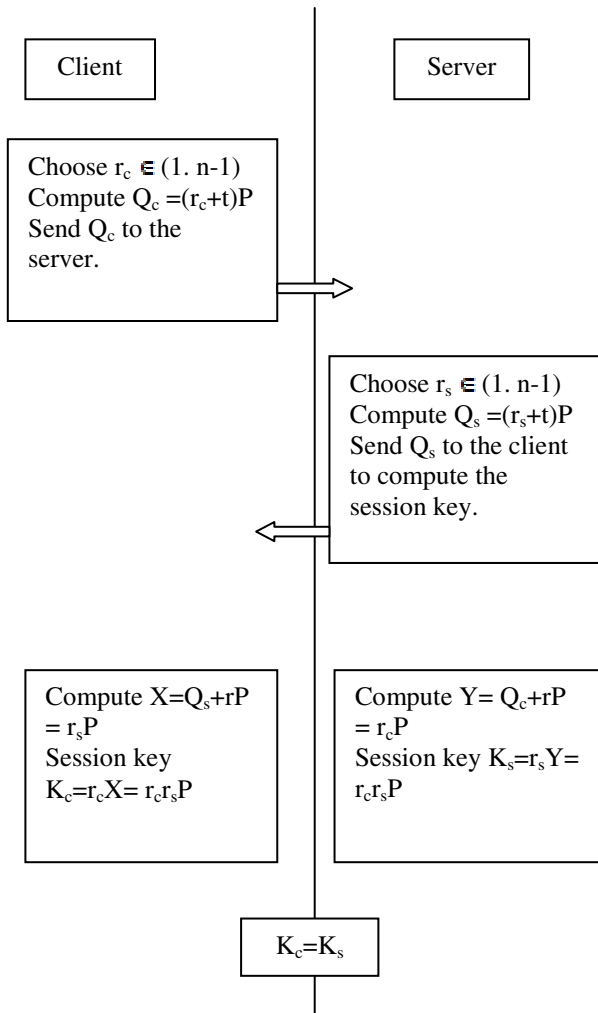 Client
Server
Choose r_c ∈ (1. n-1)
Compute Q_c =(r_c+t)P
Send Q_c to the
server.
Choose r_s ∈ (1. n-1)
Compute Q_s =(r_s+t)P
Send Q_s to the client
to compute the
session key.
Compute X=Q_s+rP
= r_sP
Session key
K_c=r_cX= r_cr_sP
Compute Y= Q_c+rP
= r_cP
Session key K_s=r_sY=
r_cr_sP
K_c=K_s